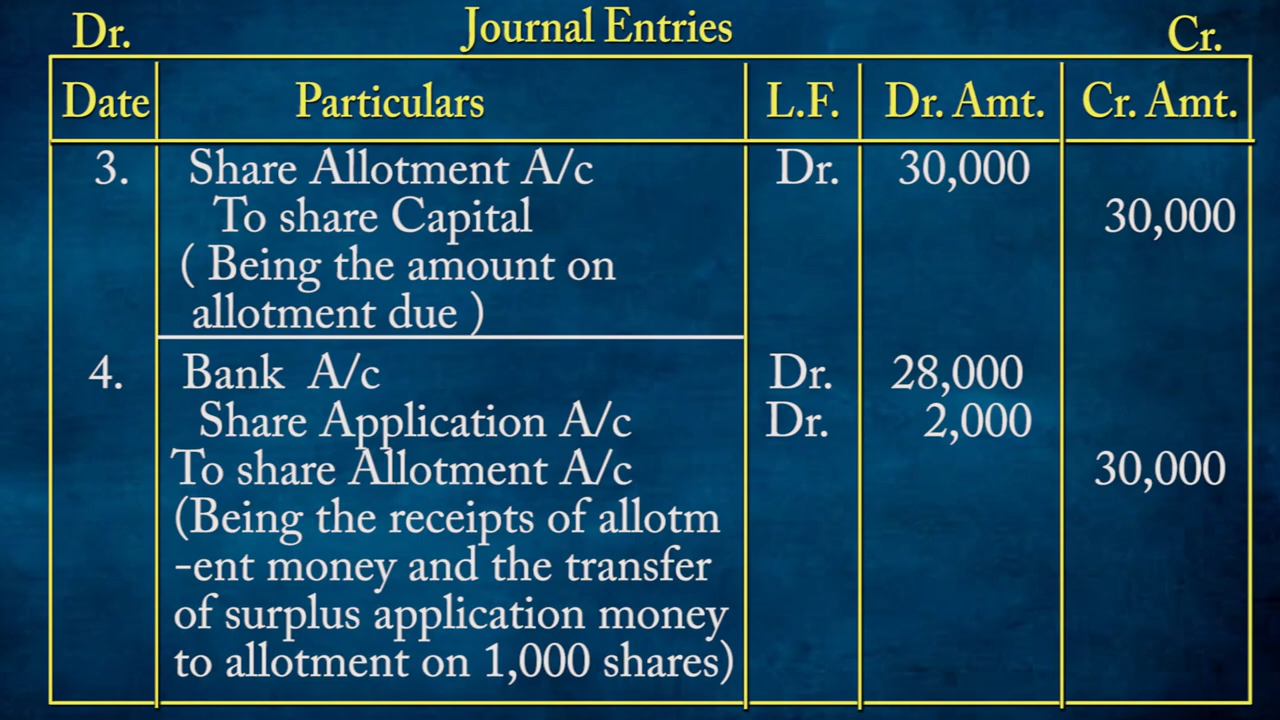 Dr. Journal Entries Cr.
Date Particulars L.F. Dr. Amt. Cr. Amt.
3. Share Allotment A/c Dr. 30,000
To share Capital 30,000
( Being the amount on
allotment due )
4. Bank A/c Dr. 28,000
Share Application A/c Dr. 2,000
To share Allotment A/c 30,000
(Being the receipts of allotm
-ent money and the transfer
of surplus application money
to allotment on 1,000 shares)